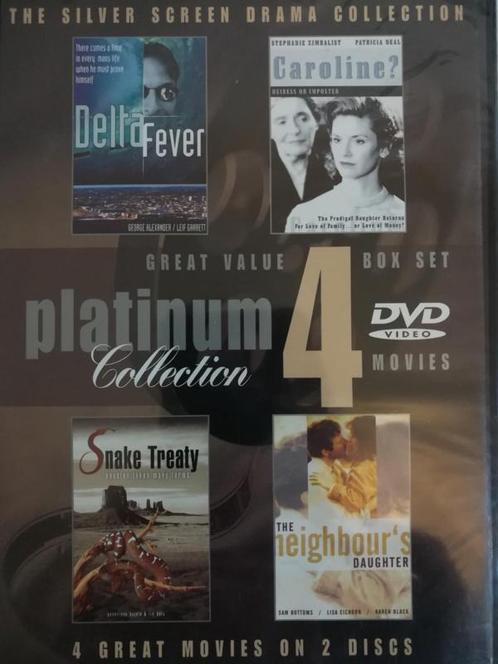 THE SILVER SCREEN DRAMA COLLECTION
There comes a time
in every mans life
when he must prove
himself
Delta
Fever
GEORGE ALEXANDER / LEIF GARRETT
STEPHANIE ZIMBALIST PATRICIA NEAL
Caroline?
HEIRESS OR IMPOSTER
The Prodigal Daughter Returns
For Love of Family... or Love of Money?
GREAT VALUE 4 BOX SET
platinum
Collection
DVD
VIDEO
MOVIES
Snake Treaty
THE
neighbour's
DAUGHTER
SAM BOTTOMS / LISA EICHHORN / KAREN BLACK
4 GREAT MOVIES ON 2 DISCS